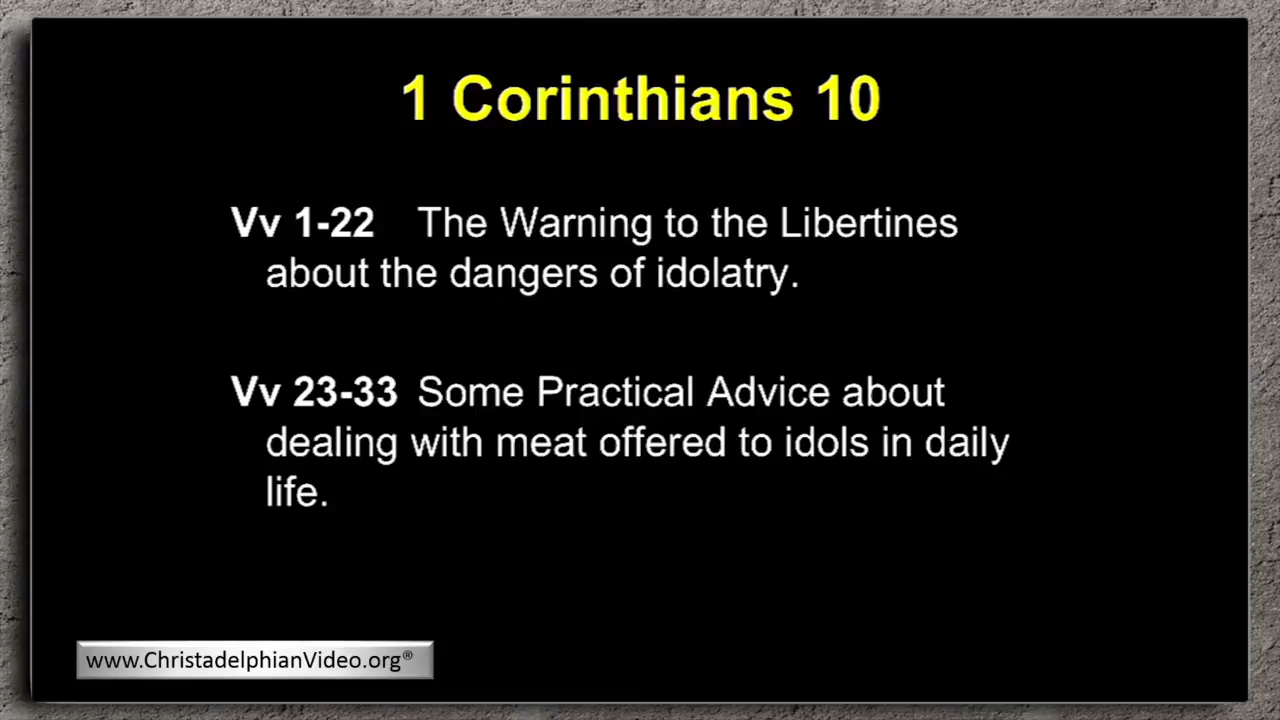 1 Corinthians 10
Vv 1-22 The Warning to the Libertines
about the dangers of idolatry.
Vv 23-33 Some Practical Advice about
dealing with meat offered to idols in daily
life.
www.ChristadelphianVideo.org®